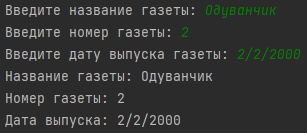 Введите название газеты: Одуванчик
Введите номер газеты: 2
Введите дату выпуска газеты: 2/2/2000
Название газеты: Одуванчик
Номер газеты: 2
Дата выпуска: 2/2/2000